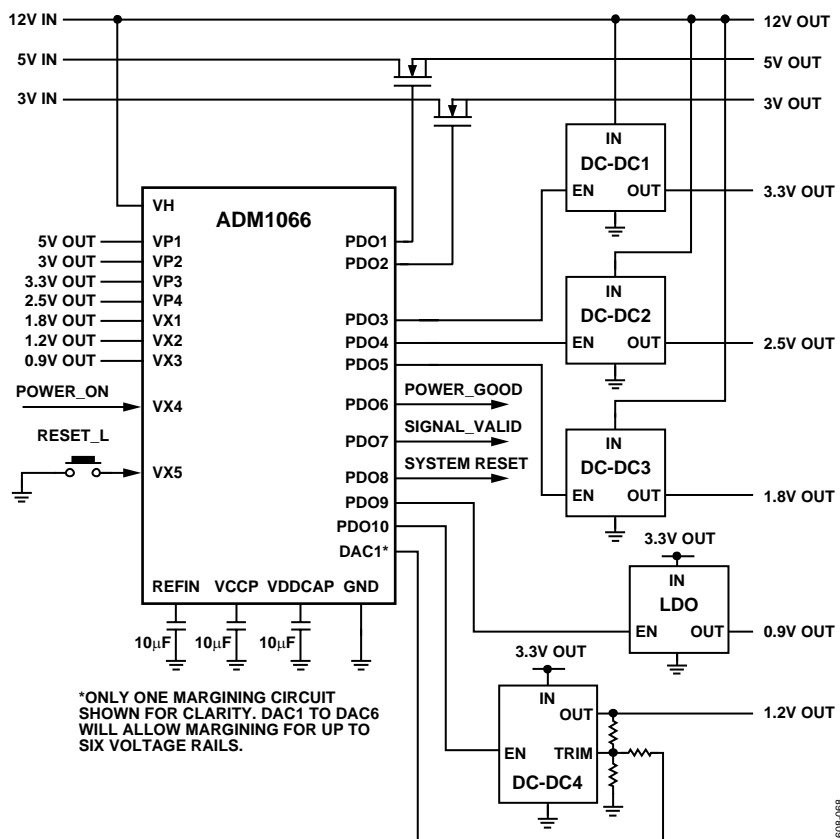 12V IN
12V OUT
5V IN
5V OUT
3V IN
3V OUT
IN
DC-DC1
EN OUT
3.3V OUT
VH
ADM1066
5V OUT VP1
3V OUT VP2
3.3V OUT VP3
2.5V OUT VP4
1.8V OUT VX1
1.2V OUT VX2
0.9V OUT VX3
POWER_ON
VX4
RESET_L
VX5
PDO1
PDO2
PDO3
PDO4
PDO5
PDO6 POWER_GOOD
PDO7 SIGNAL_VALID
PDO8 SYSTEM RESET
PDO9
PDO10
DAC1*
REFIN VCCP VDDCAP GND
10μF 10μF 10μF
IN
DC-DC2
EN OUT
2.5V OUT
IN
DC-DC3
EN OUT
1.8V OUT
3.3V OUT
IN
LDO
EN OUT
0.9V OUT
3.3V OUT
IN
OUT
1.2V OUT
EN TRIM
DC-DC4
*ONLY ONE MARGINING CIRCUIT
SHOWN FOR CLARITY. DAC1 TO DAC6
WILL ALLOW MARGINING FOR UP TO
SIX VOLTAGE RAILS.